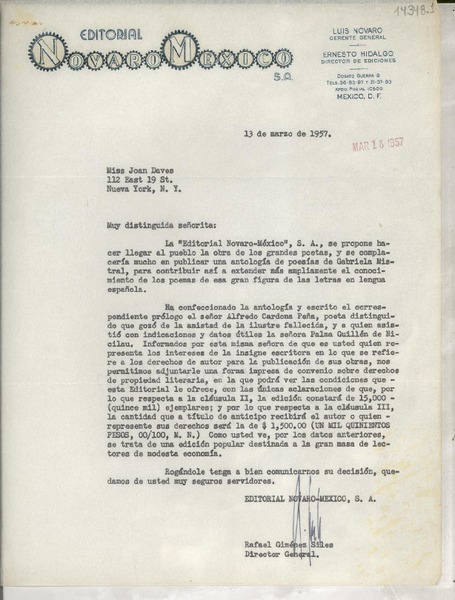 14348.1
EDITORIAL
NOVARO MEXICO
S.A.
LUIS NOVARO
GERENTE GENERAL
ERNESTO HIDALGO
DIRECTOR DE EDICIONES
DONATO GUERRA 9
APDO. POSTAL 10500
MEXICO, D. F.
13 de marzo de 1957.
MAR 18 1957
Miss Joan Daves
112 East 19 St.
Nueva York, N. Y.
Muy distinguida señorita:
La "Editorial Novaro-México", S. A., se propone ha
cer llegar al pueblo la obra de los grandes poetas, y se compla-
cería mucho en publicar una antología de poesías de Gabriela Mis-
tral, para contribuir así a extender más ampliamente el conocimien
to de los poemas de esa gran figura de las letras en lengua
española.
Ha confeccionado la antología y escrito el corres-
pondiente prólogo el señor Alfredo Cardona Peña, poeta distingui-
do que gozó de la amistad de la ilustre fallecida, y a quien asis-
tió con indicaciones y datos útiles la señora Palma Guillén de Ni-
cilau. Informados por esta misma señora de que es usted quien
representa los intereses de la insigne escritora en lo que se refie-
re a los derechos de autor para la publicación de sus obras, nos
permitimos adjuntarle una forma impresa de convenio sobre derechos
de propiedad literaria, en la que podrá ver las condiciones que
esta Editorial le ofrece, con las únicas aclaraciones de que, por
lo que respecta a la cláusula II, la edición constará de 15,000 -
(quince mil) ejemplares; y por lo que respecta a la cláusula III,
la cantidad que a título de anticipo recibirá el autor o quien -
represente sus derechos será la de $ 1,500.00 (UN MIL QUINIENTOS
PESOS, 00/100, M. N.) Como usted ve, por los datos anteriores,
se trata de una edición popular destinada a la gran masa de lec-
tores de modesta economía.
Rogándole tenga a bien comunicarnos su decisión, que-
damos de usted muy seguros servidores.
EDITORIAL NOVARO-MEXICO, S. A.
Rafael Giménez Siles
Director General.